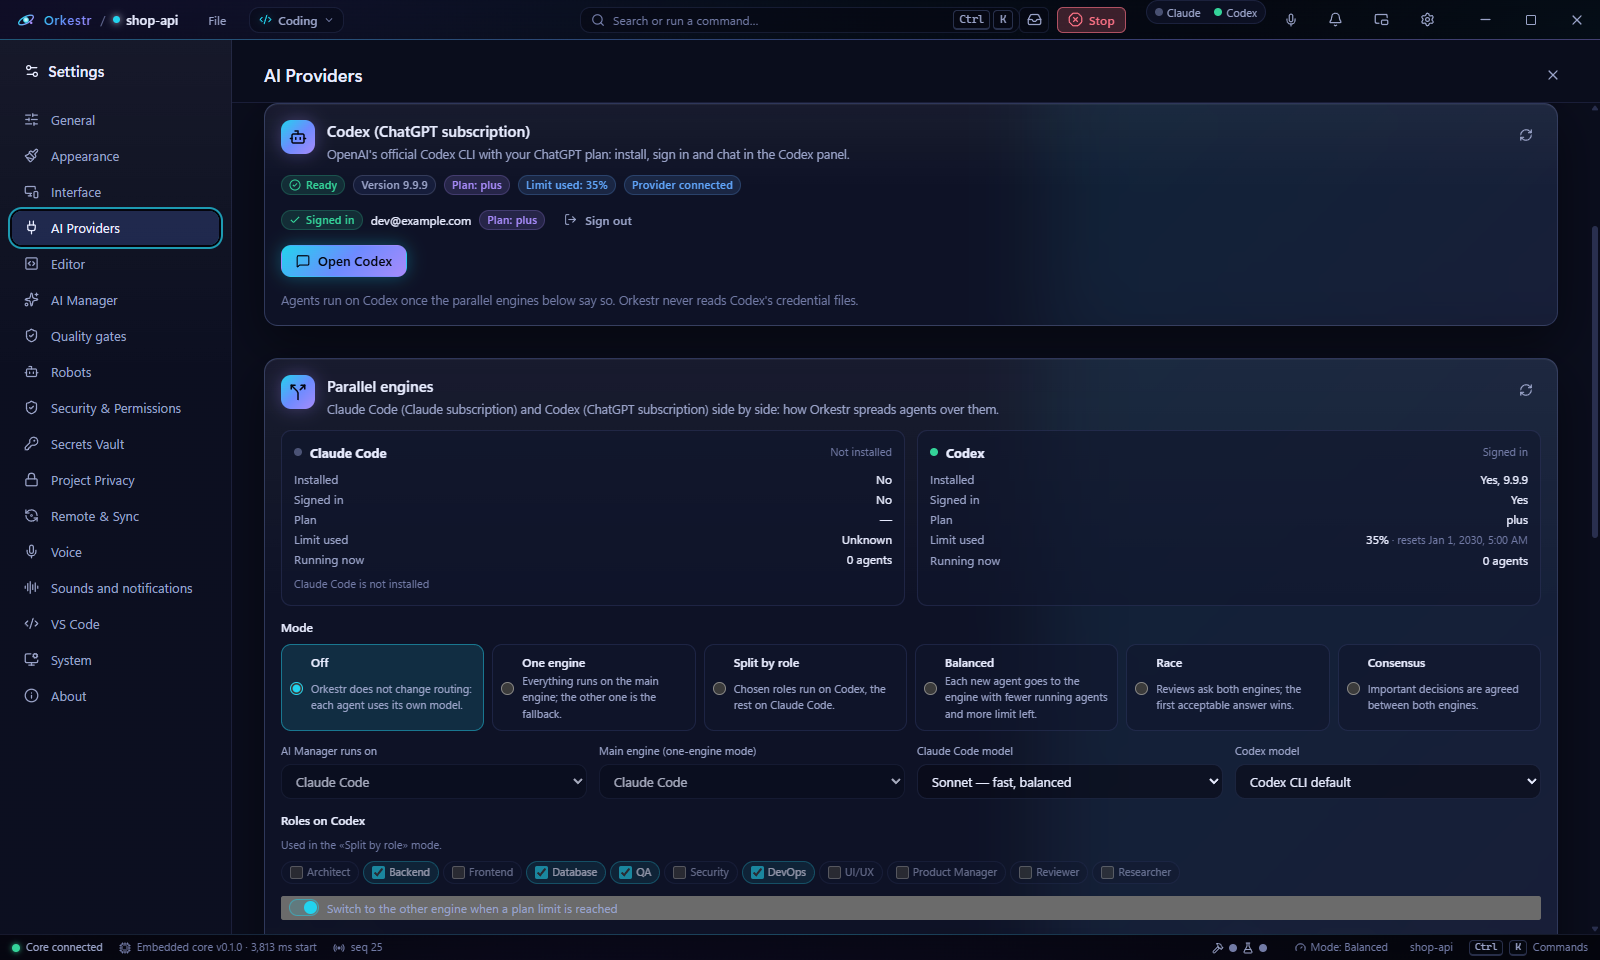 Orkestr / shop-api File Coding Search or run a command... Ctrl K Stop Claude Codex
Settings
General
Appearance
Interface
AI Providers
Editor
AI Manager
Quality gates
Robots
Security & Permissions
Secrets Vault
Project Privacy
Remote & Sync
Voice
Sounds and notifications
VS Code
System
About
AI Providers
Codex (ChatGPT subscription)
OpenAI's official Codex CLI with your ChatGPT plan: install, sign in and chat in the Codex panel.
Ready Version 9.9.9 Plan: plus Limit used: 35% Provider connected
Signed in dev@example.com Plan: plus Sign out
Open Codex
Agents run on Codex once the parallel engines below say so. Orkestr never reads Codex's credential files.
Parallel engines
Claude Code (Claude subscription) and Codex (ChatGPT subscription) side by side: how Orkestr spreads agents over them.
Claude Code Not installed
Installed No
Signed in No
Plan —
Limit used Unknown
Running now 0 agents
Claude Code is not installed
Codex Signed in
Installed Yes, 9.9.9
Signed in Yes
Plan plus
Limit used 35% · resets Jan 1, 2030, 5:00 AM
Running now 0 agents
Mode
Off
Orkestr does not change routing:
each agent uses its own model.
One engine
Everything runs on the main
engine; the other one is the
fallback.
Split by role
Chosen roles run on Codex, the
rest on Claude Code.
Balanced
Each new agent goes to the
engine with fewer running agents
and more limit left.
Race
Reviews ask both engines; the
first acceptable answer wins.
Consensus
Important decisions are agreed
between both engines.
AI Manager runs on
Claude Code
Main engine (one-engine mode)
Claude Code
Claude Code model
Sonnet — fast, balanced
Codex model
Codex CLI default
Roles on Codex
Used in the «Split by role» mode.
Architect Backend Frontend Database QA Security DevOps UI/UX Product Manager Reviewer Researcher
Switch to the other engine when a plan limit is reached
Core connected Embedded core v0.1.0 · 3,813 ms start seq 25 Mode: Balanced shop-api Ctrl K Commands